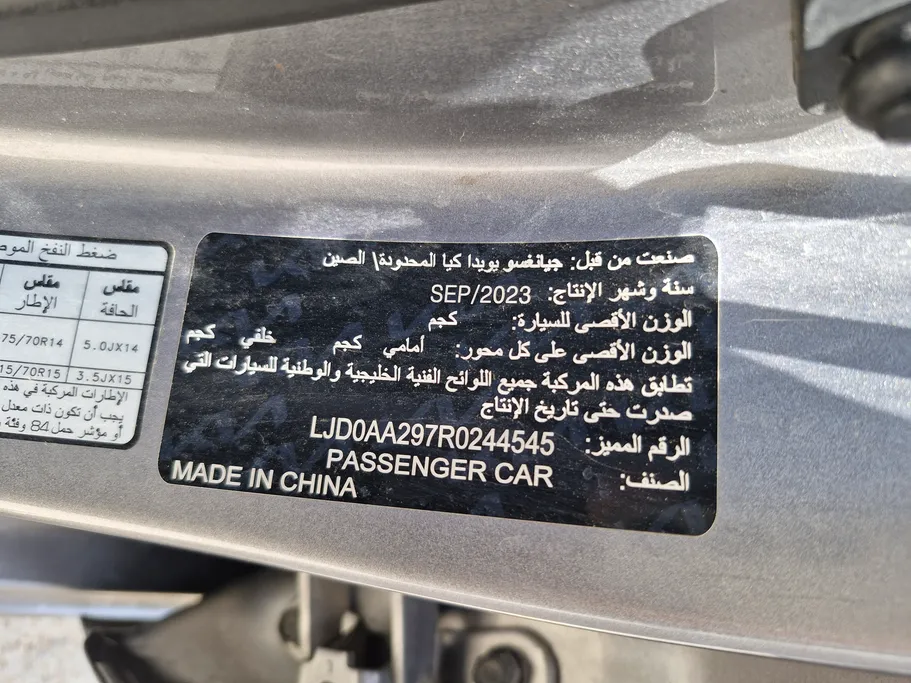 صنعت من قبل: جيانغسو يويدا كيا المحدودة\ الصين
سنة وشهر الإنتاج: SEP/2023
الوزن الأقصى للسيارة: كجم
الوزن الأقصى على كل محور: أمامي كجم خلفي كجم
تطابق هذه المركبة جميع اللوائح الفنية الخليجية والوطنية للسيارات التي
صدرت حتى تاريخ الإنتاج
الرقم المميز: LJD0AA297R0244545
الصنف: PASSENGER CAR
MADE IN CHINA
ضغط النفخ
مقاس الحافة
مقاس الإطار
5.0JX14
75/70R14
3.5JX15
15/70R15
الإطارات المركبة في هذه
يجب أن تكون ذات معدل
أو مؤشر حمل 84 وفئة